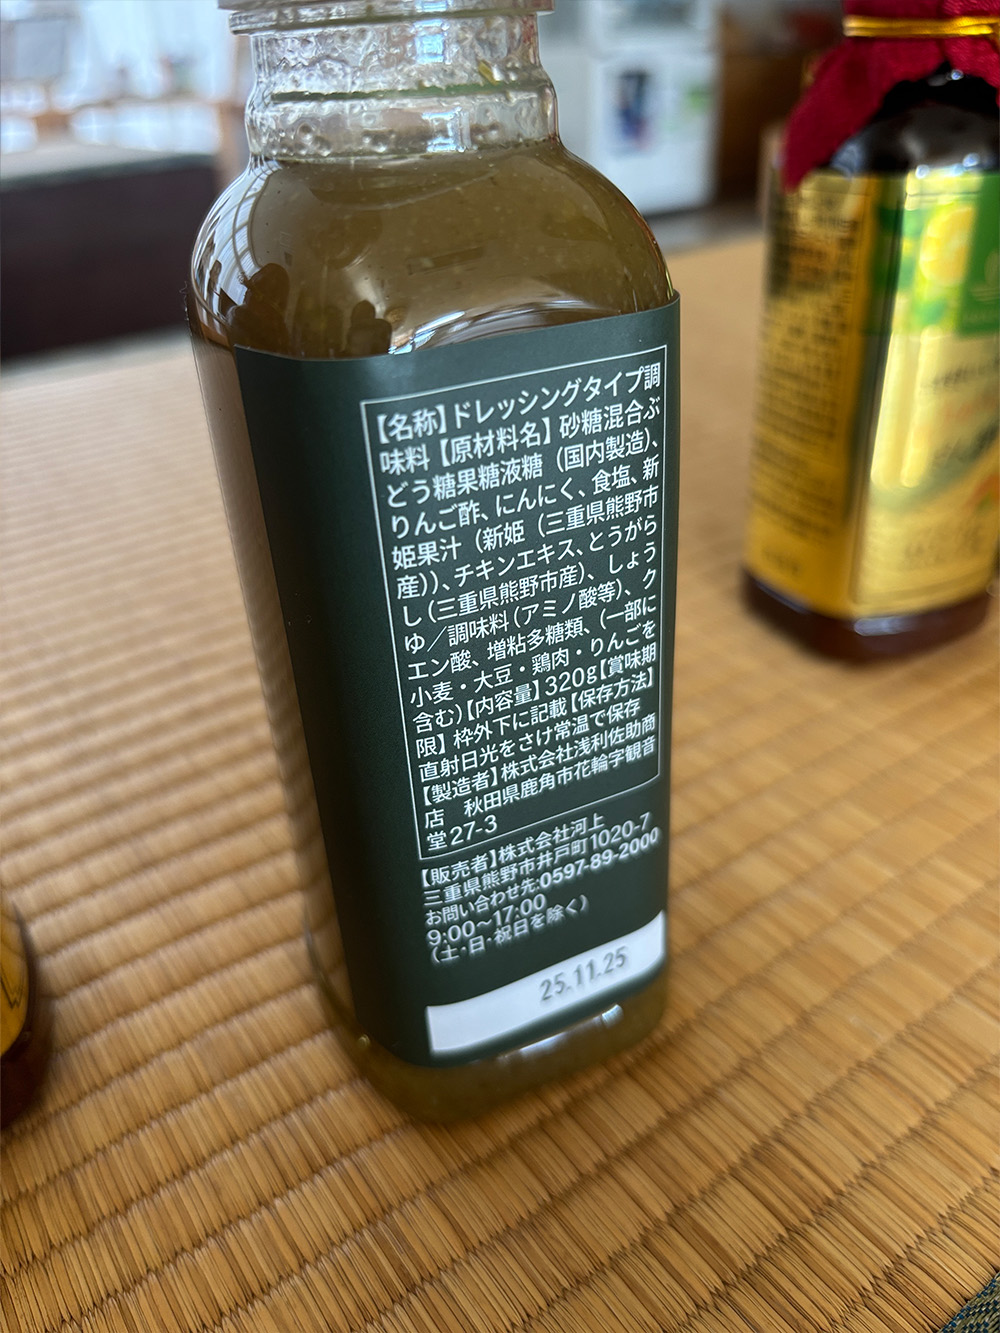 【名称】ドレッシングタイプ調
味料【原材料名】砂糖混合ぶ
どう糖果糖液糖（国内製造）、
りんご酢、にんにく、食塩、新
姫果汁（新姫（三重県熊野市
産））、チキンエキス、とうがら
し（三重県熊野市産）、しょう
ゆ／調味料（アミノ酸等）、ク
エン酸、増粘多糖類、（一部に
小麦・大豆・鶏肉・りんごを
含む）【内容量】320g【賞味期
限】枠外下に記載【保存方法】
直射日光をさけ常温で保存
【製造者】株式会社浅利佐助商
店　秋田県鹿角市花輪字観音
堂27-3
【販売者】株式会社河上
三重県熊野市井戸町1020-7
お問い合わせ先:0597-89-2000
9:00～17:00
（土・日・祝日を除く）
25.11.25